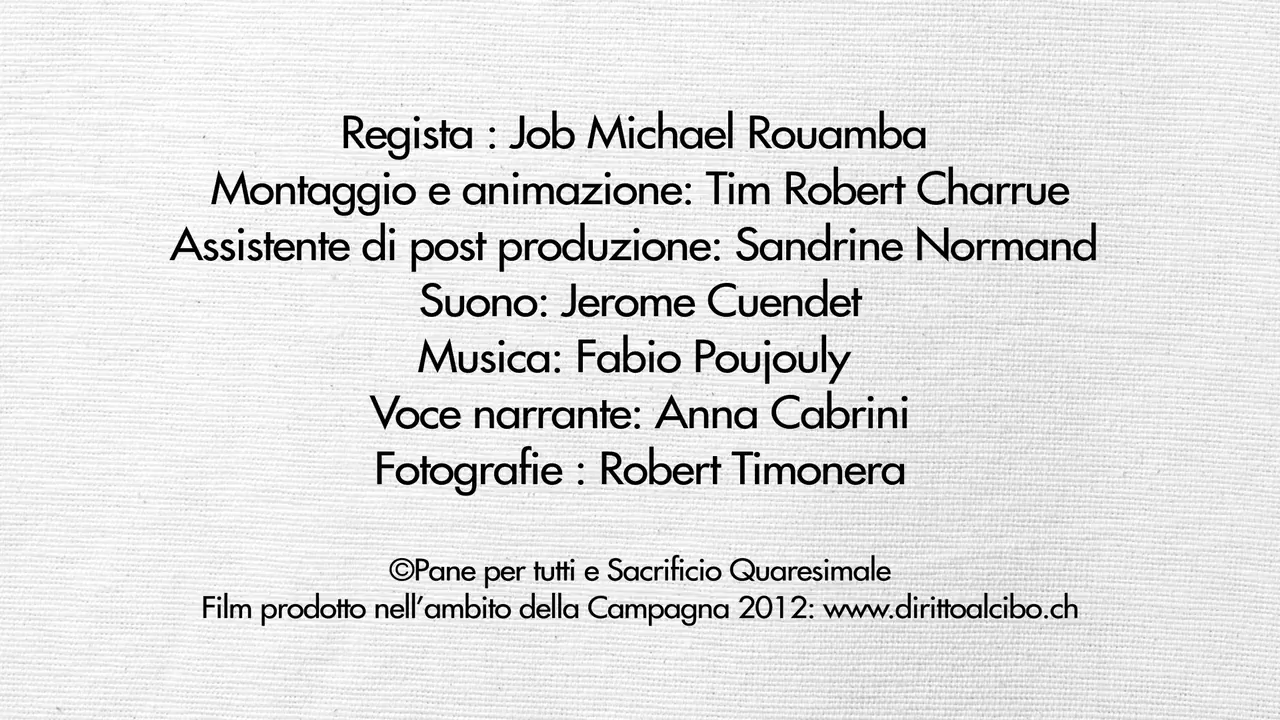 Regista : Job Michael Rouamba
Montaggio e animazione: Tim Robert Charrue
Assistente di post produzione: Sandrine Normand
Suono: Jerome Cuendet
Musica: Fabio Poujouly
Voce narrante: Anna Cabrini
Fotografie : Robert Timonera
©Pane per tutti e Sacrificio Quaresimale
Film prodotto nell’ambito della Campagna 2012: www.dirittoalcibo.ch